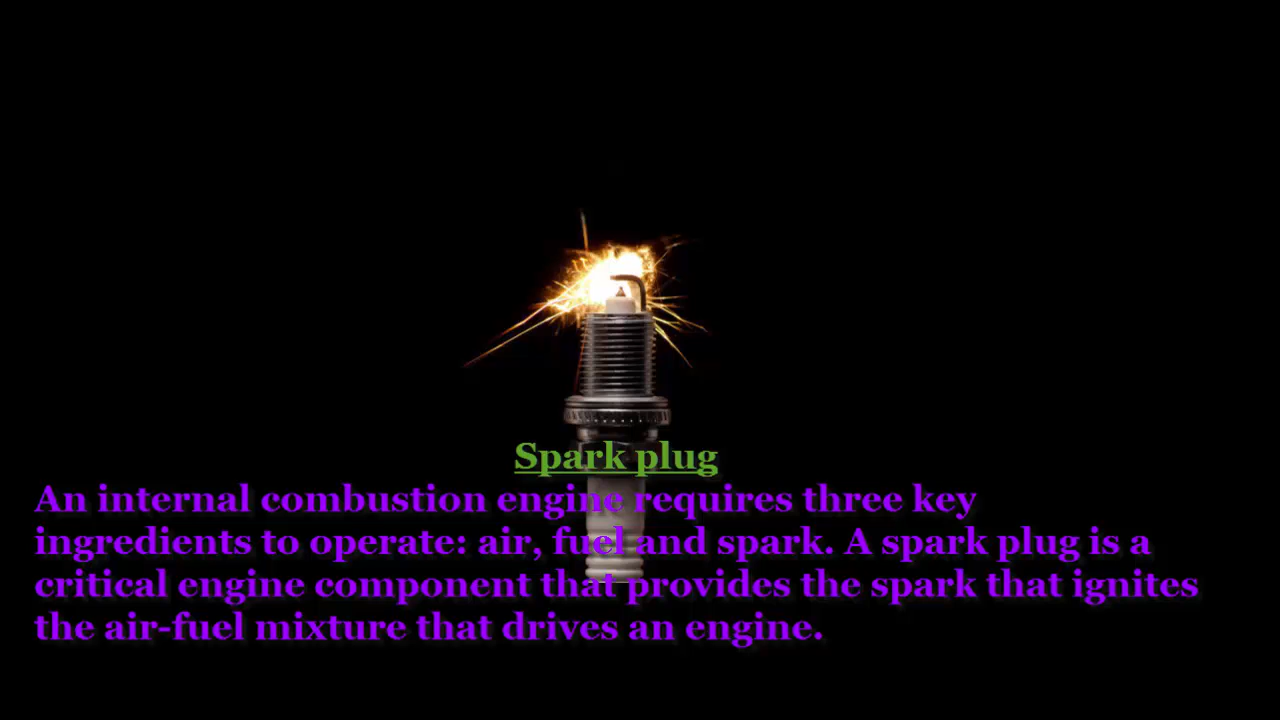 Spark plug
An internal combustion engine requires three key
ingredients to operate: air, fuel and spark. A spark plug is a
critical engine component that provides the spark that ignites
the air-fuel mixture that drives an engine.